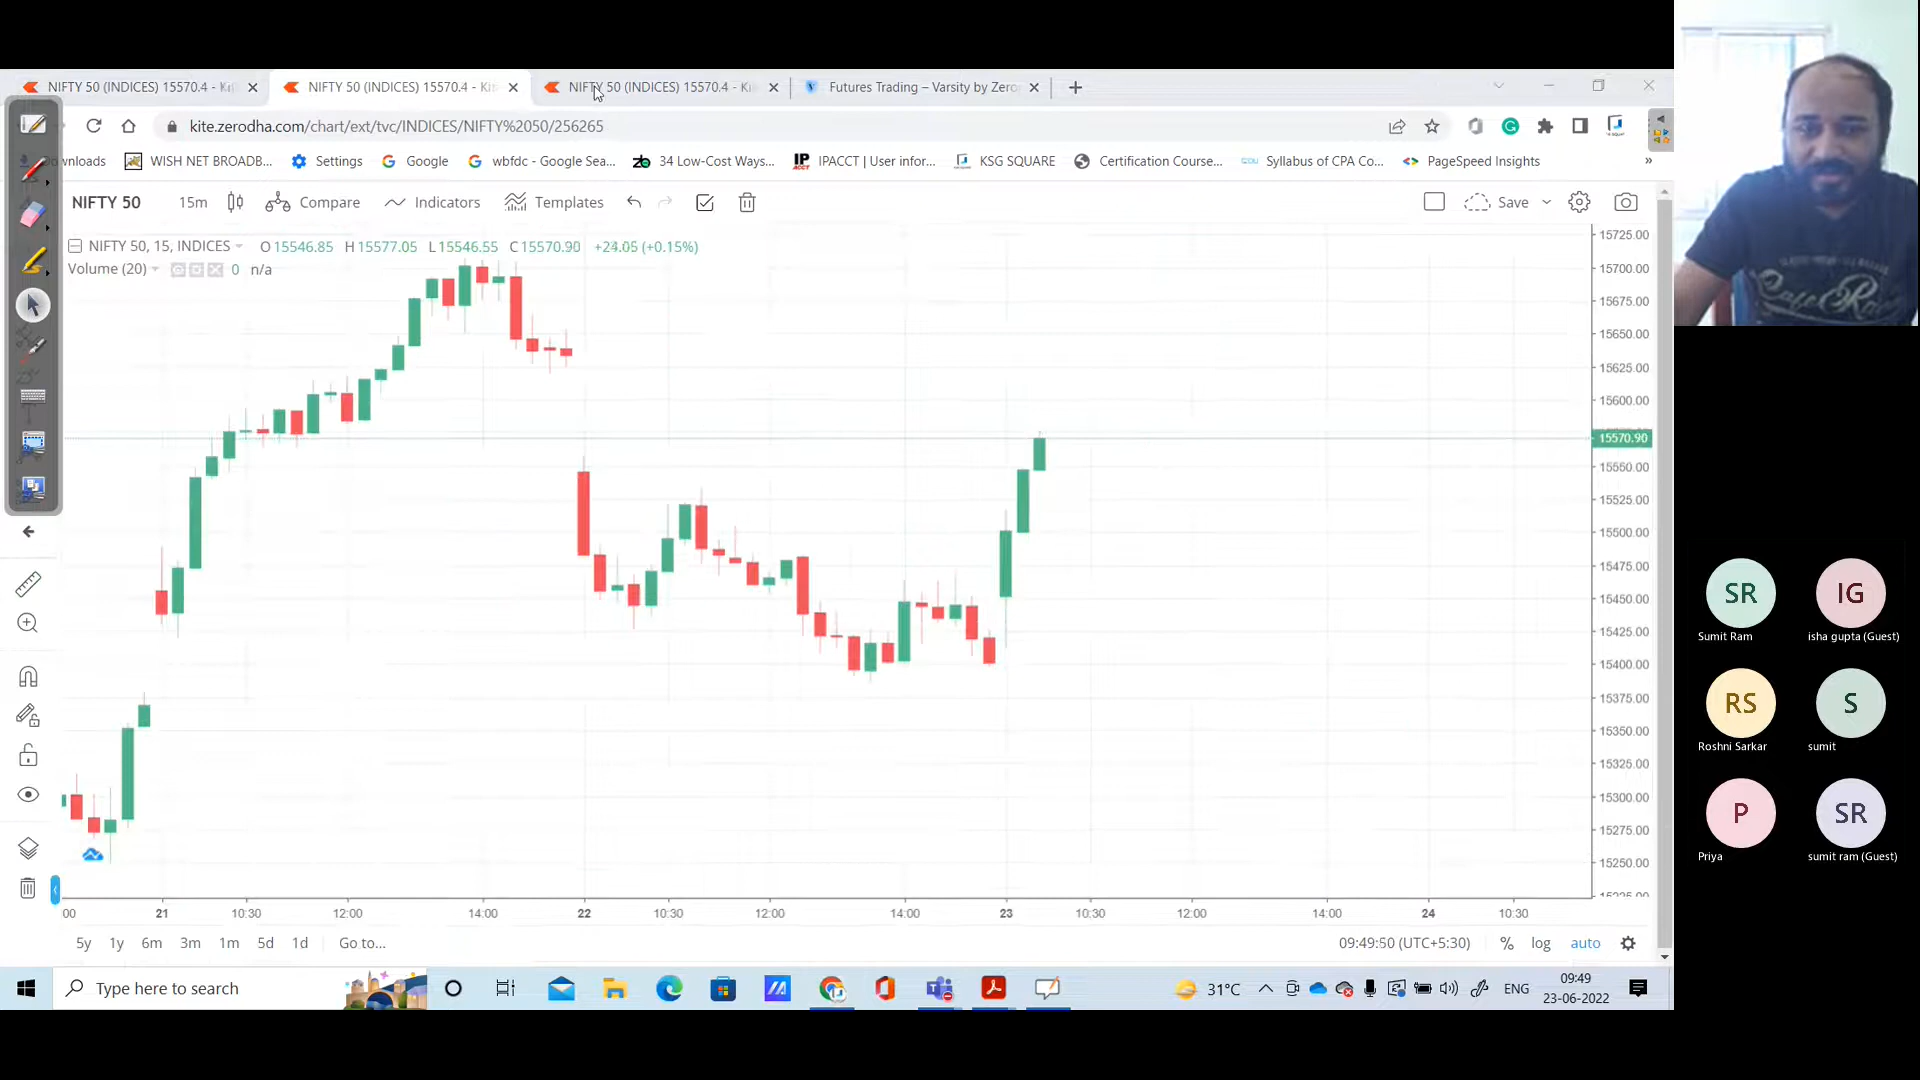 NIFTY 50 (INDICES) 15570.4 - Ki
NIFTY 50 (INDICES) 15570.4 - Ki
NIFTY 50 (INDICES) 15570.4 - Ki
Futures Trading – Varsity by Zero
kite.zerodha.com/chart/ext/tvc/INDICES/NIFTY%2050/256265
ownloads
WISH NET BROADB...
Settings
Google
wbfdc - Google Sea...
34 Low-Cost Ways...
IPACCT | User infor...
KSG SQUARE
Certification Course...
Syllabus of CPA Co...
PageSpeed Insights
»
NIFTY 50 15m Compare Indicators Templates Save
NIFTY 50, 15, INDICES O15546.85 H15577.05 L15546.55 C15570.90 +24.05 (+0.15%)
Volume (20) 0 n/a
15725.00
15700.00
15675.00
15650.00
15625.00
15600.00
15570.90
15550.00
15525.00
15500.00
15475.00
15450.00
15425.00
15400.00
15375.00
15350.00
15325.00
15300.00
15275.00
15250.00
15225.00
00 21 10:30 12:00 14:00 22 10:30 12:00 14:00 23 10:30 12:00 14:00 24 10:30
5y 1y 6m 3m 1m 5d 1d Go to... 09:49:50 (UTC+5:30) % log auto
Type here to search
31°C ENG
09:49
23-06-2022
SR
Sumit Ram
IG
isha gupta (Guest)
RS
Roshni Sarkar
S
sumit
P
Priya
SR
sumit ram (Guest)